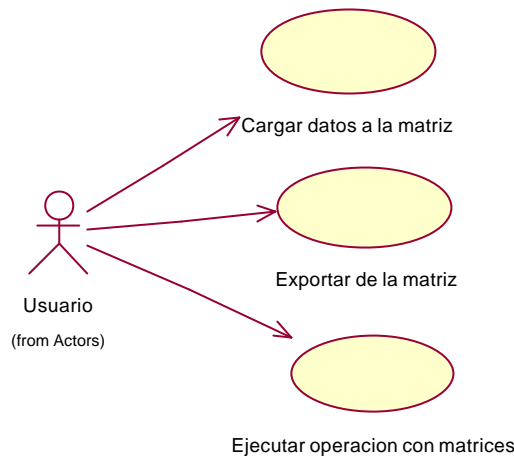 Cargar datos a la matriz
Exportar de la matriz
Usuario
(from Actors)
Ejecutar operacion con matrices